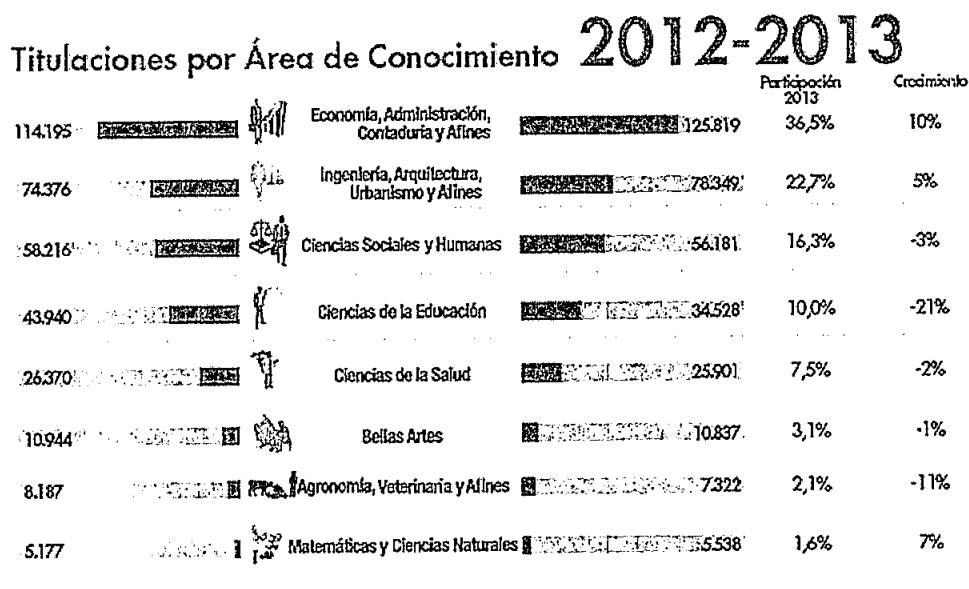 Titulaciones por Área de Conocimiento 2012-2013
Participación
2013
Crecimiento
114.195 Economía, Administración, Contaduría y Afines 125.819 36,5% 10%
74.376 Ingeniería, Arquitectura, Urbanismo y Afines 78.349 22,7% 5%
58.216 Ciencias Sociales y Humanas 56.181 16,3% -3%
43.940 Ciencias de la Educación 34.528 10,0% -21%
26.370 Ciencias de la Salud 25.901 7,5% -2%
10.944 Bellas Artes 10.837 3,1% -1%
8.187 Agronomía, Veterinaria y Afines 7.322 2,1% -11%
5.177 Matemáticas y Ciencias Naturales 5.538 1,6% 7%